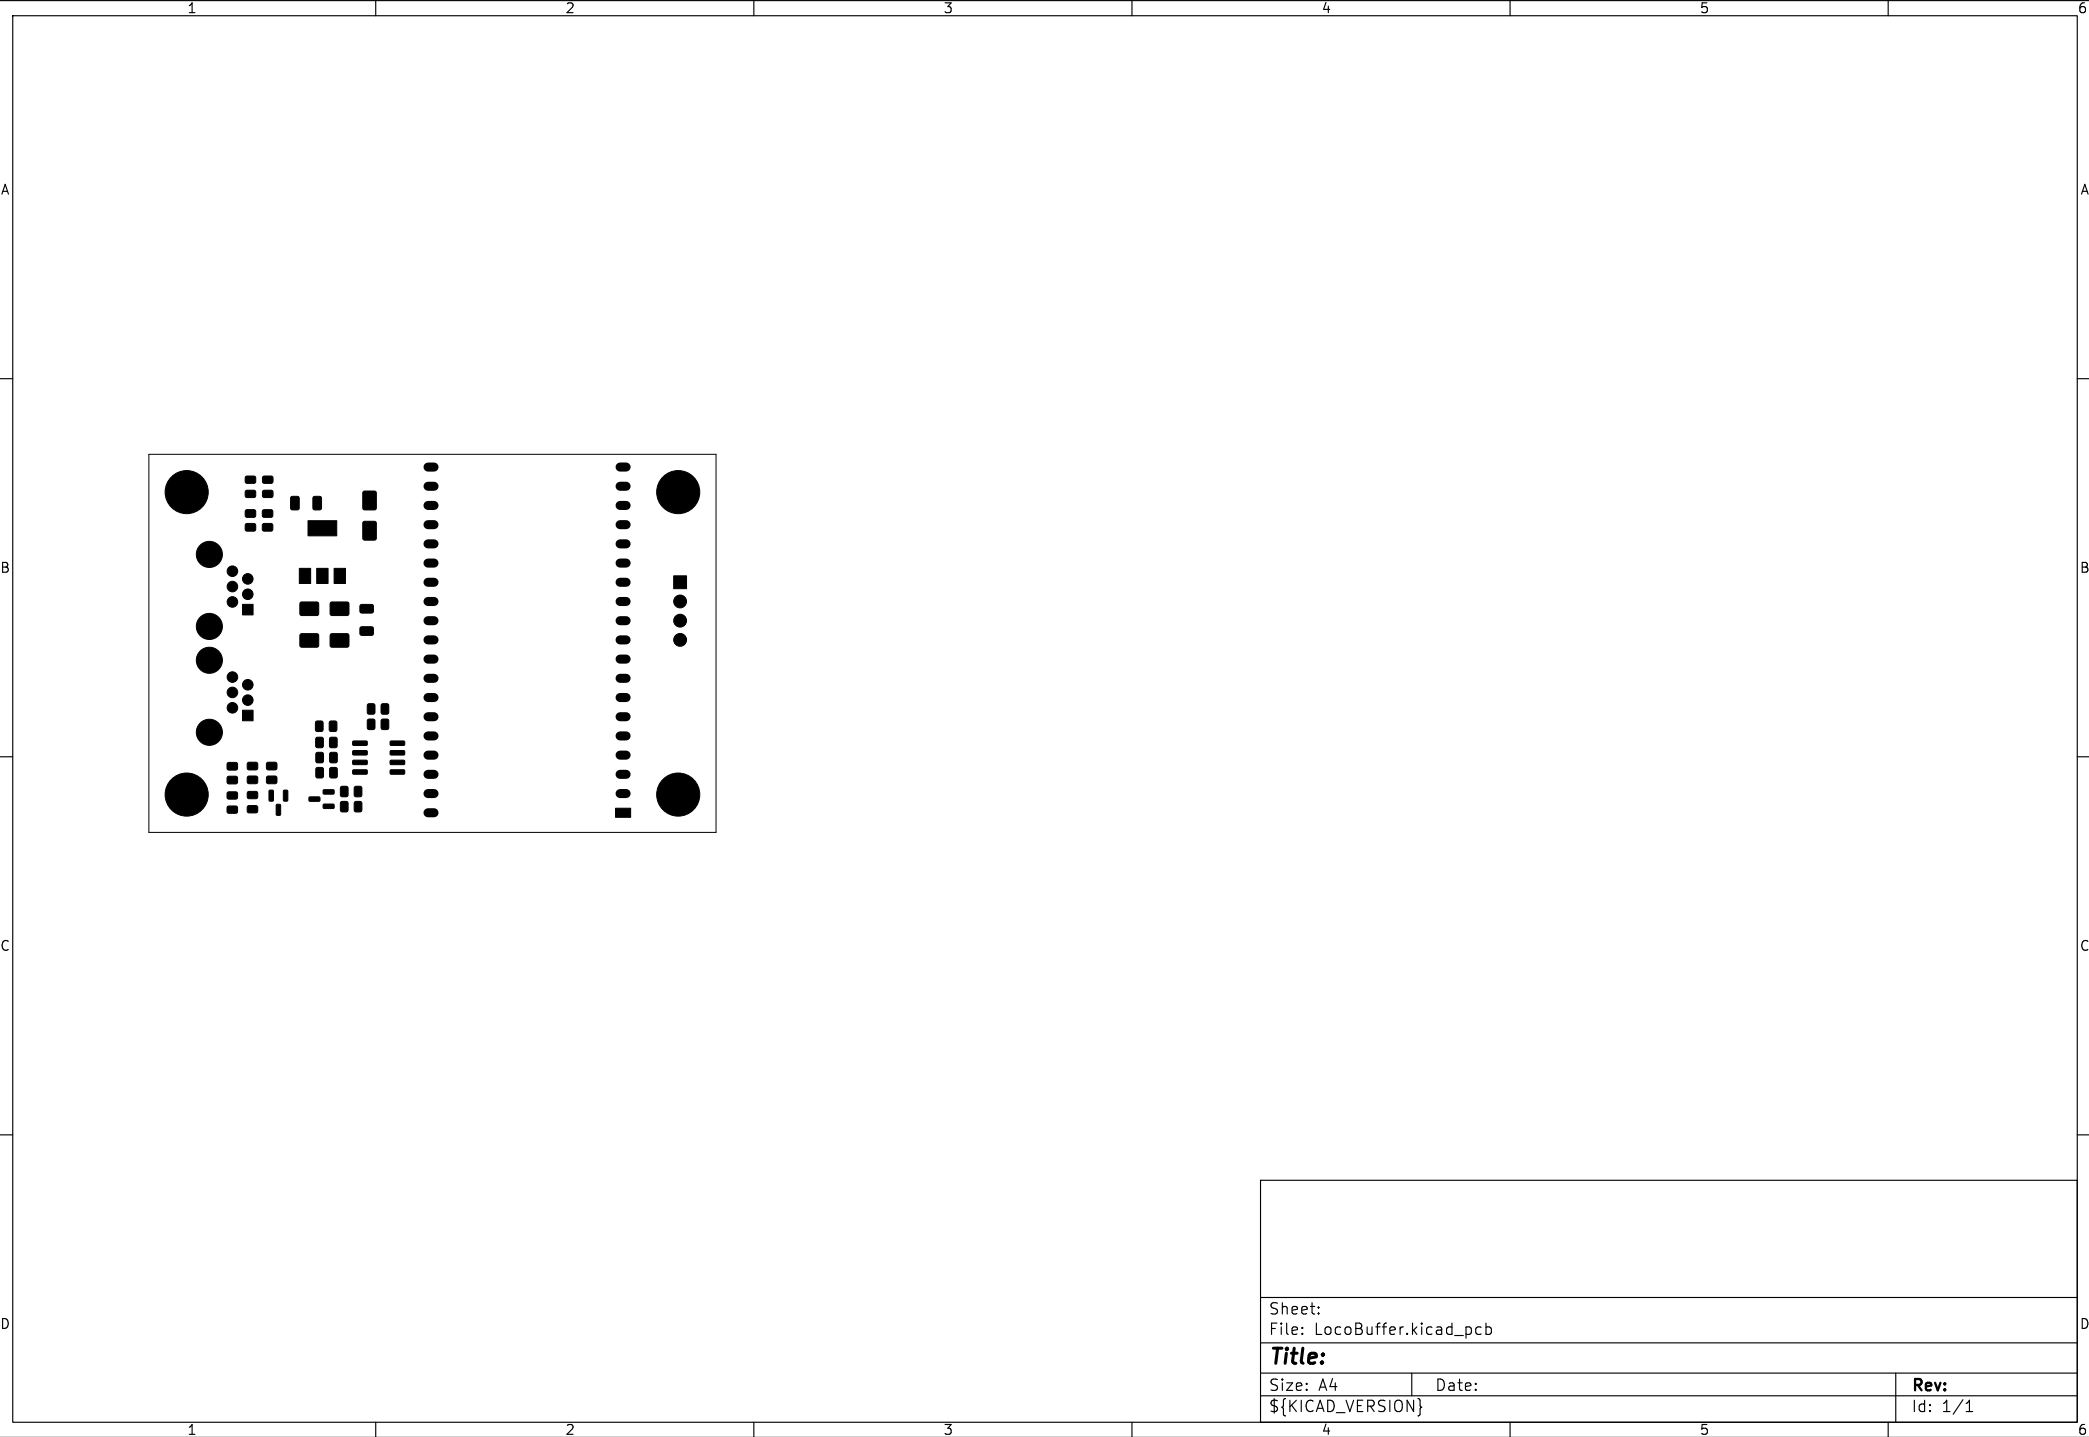 1 2 3 4 5 6
A A
B B
C C
D D
Sheet:
File: LocoBuffer.kicad_pcb
Title:
Size: A4 Date: Rev:
${KICAD_VERSION} Id: 1/1
1 2 3 4 5 6